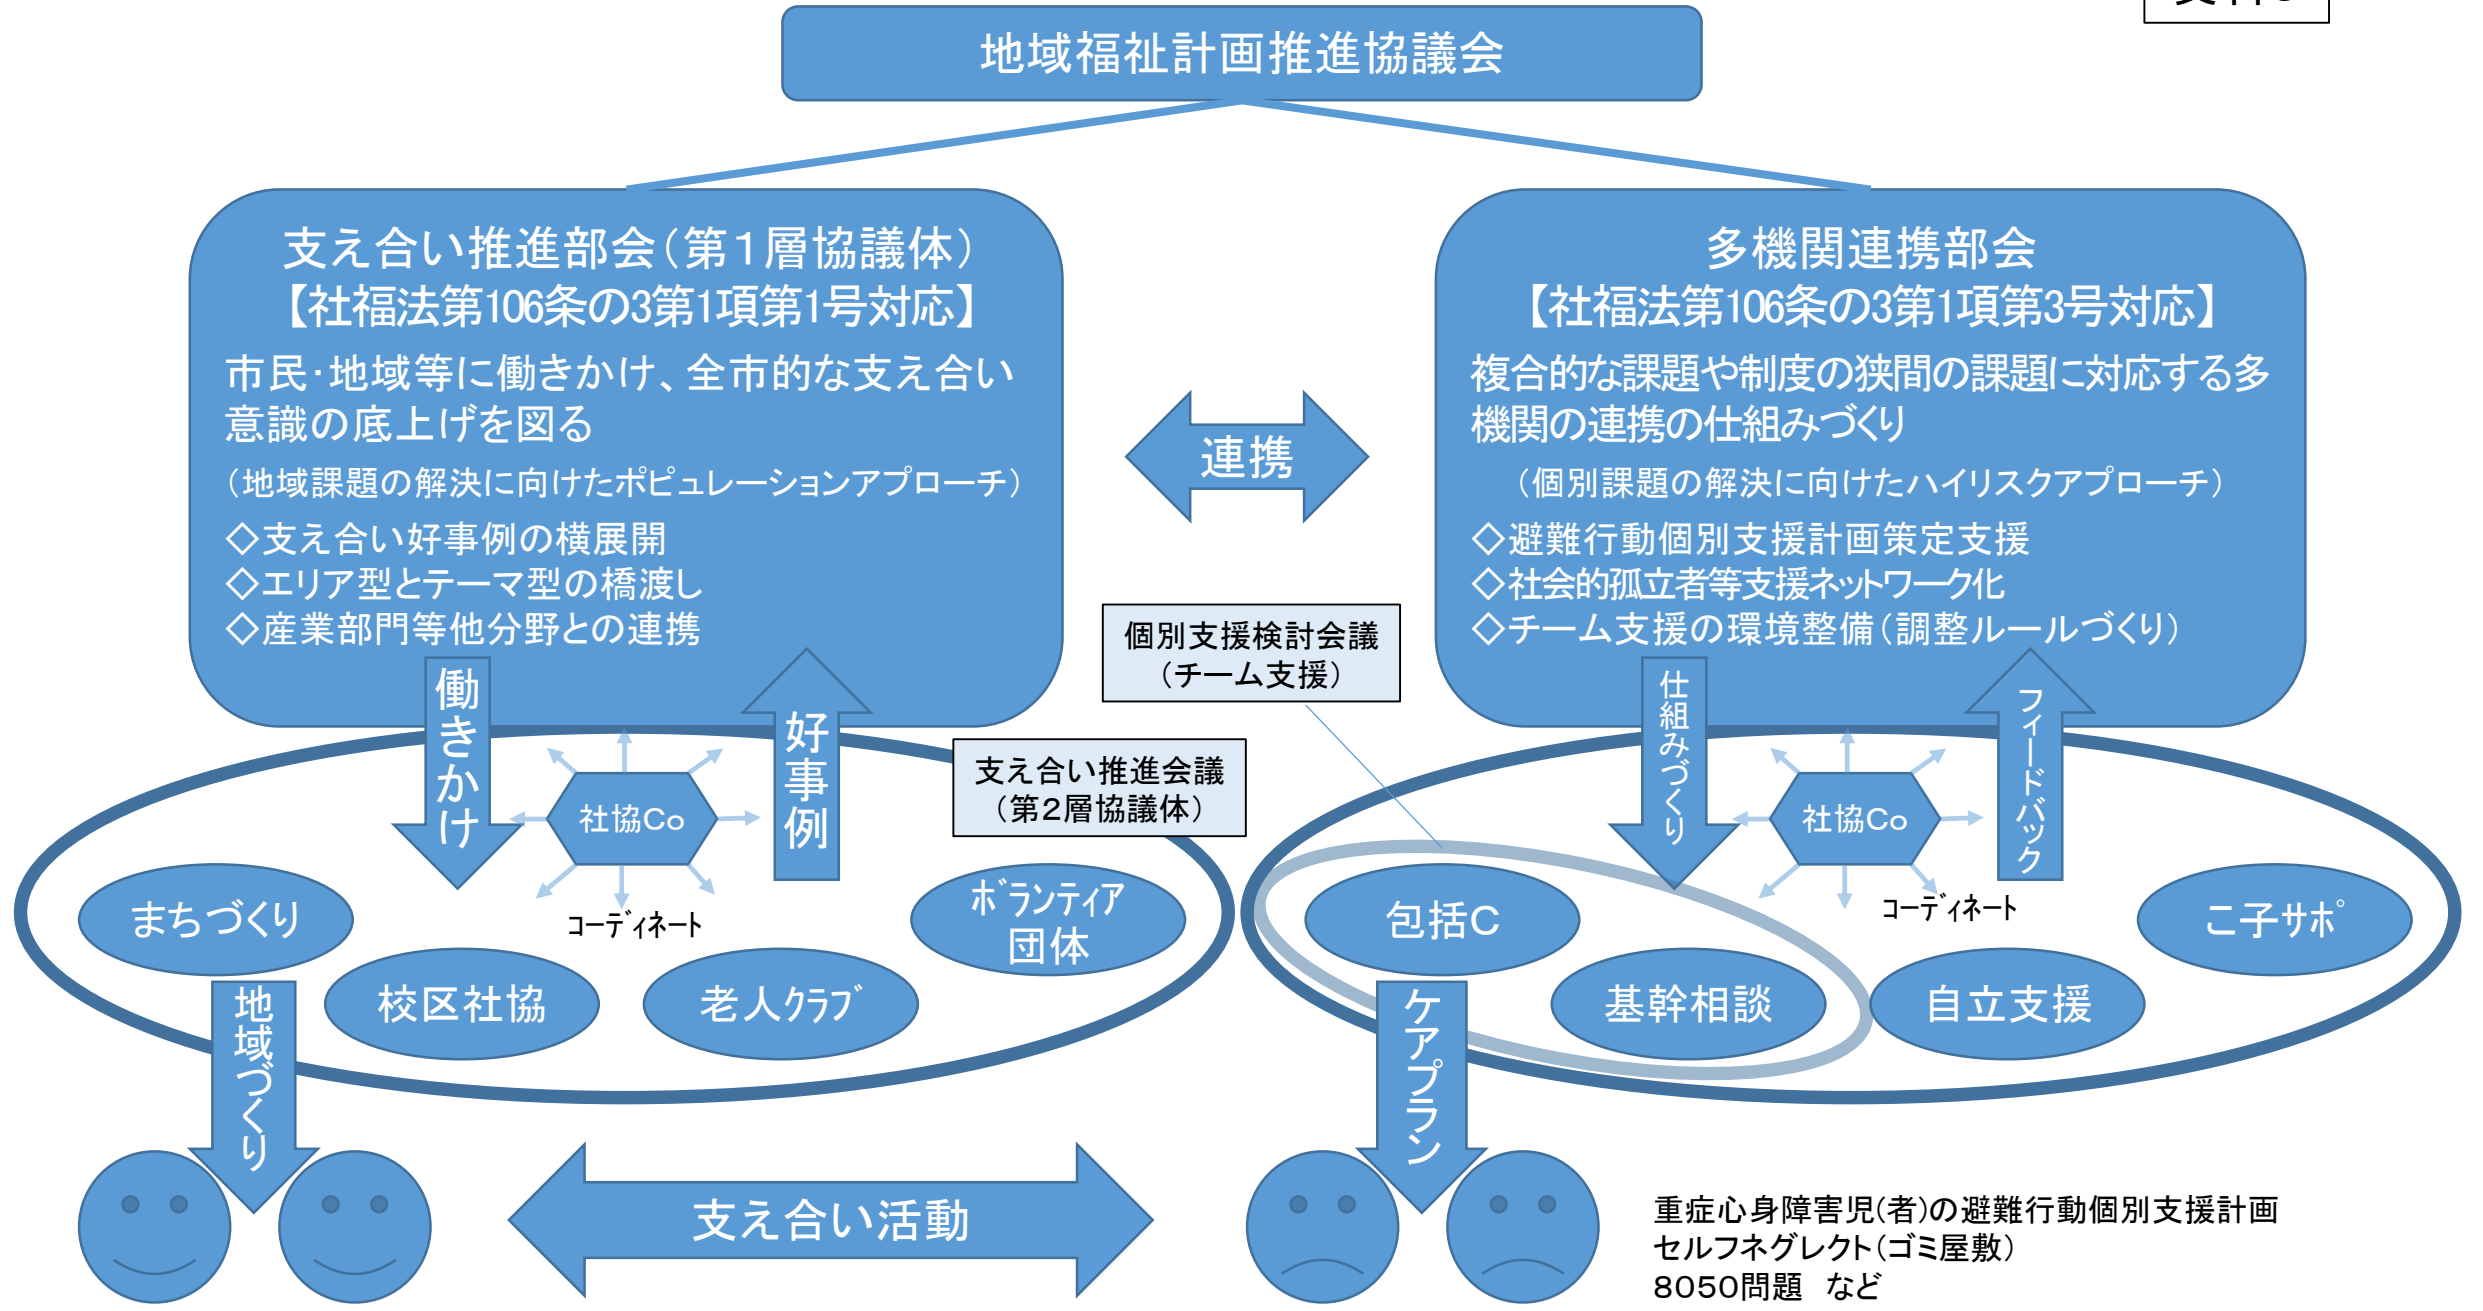 地域福祉計画推進協議会
支え合い推進部会（第１層協議体）
【社福法第106条の3第1項第1号対応】
市民・地域等に働きかけ、全市的な支え合い
意識の底上げを図る
（地域課題の解決に向けたポピュレーションアプローチ）
◇支え合い好事例の横展開
◇エリア型とテーマ型の橋渡し
◇産業部門等他分野との連携
連携
多機関連携部会
【社福法第106条の3第1項第3号対応】
複合的な課題や制度の狭間の課題に対応する多
機関の連携の仕組みづくり
（個別課題の解決に向けたハイリスクアプローチ）
◇避難行動個別支援計画策定支援
◇社会的孤立者等支援ネットワーク化
◇チーム支援の環境整備（調整ルールづくり）
個別支援検討会議
（チーム支援）
働きかけ
好事例
社協Ｃｏ
コーディネート
支え合い推進会議
（第２層協議体）
仕組みづくり
フィードバック
社協Ｃｏ
コーディネート
まちづくり
校区社協
老人ｸﾗﾌﾞ
ﾎﾞﾗﾝﾃｨｱ
団体
包括Ｃ
基幹相談
自立支援
こ子ｻﾎﾟ
地域づくり
ケアプラン
支え合い活動
重症心身障害児(者)の避難行動個別支援計画
セルフネグレクト（ゴミ屋敷）
８０５０問題　など